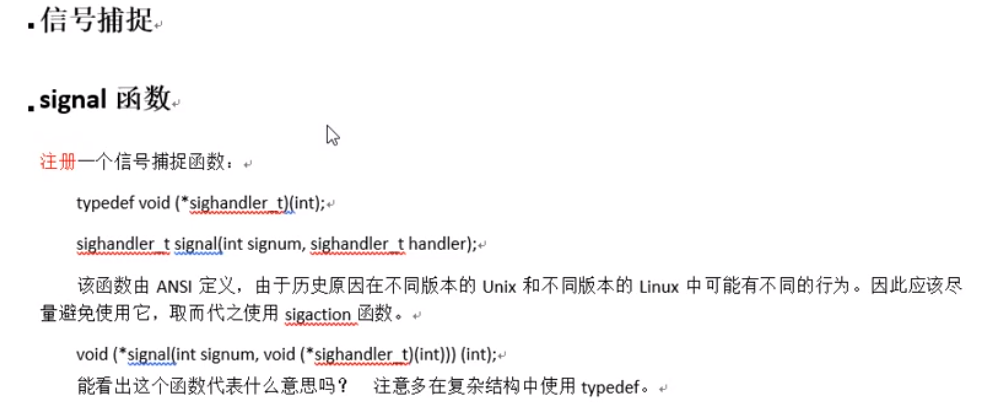 信号捕捉
signal 函数
注册一个信号捕捉函数：
typedef void (*sighandler_t)(int);
sighandler_t signal(int signum, sighandler_t handler);
该函数由 ANSI 定义，由于历史原因在不同版本的 Unix 和不同版本的 Linux 中可能有不同的行为。因此应该尽
量避免使用它，取而代之使用 sigaction 函数。
void (*signal(int signum, void (*sighandler_t)(int))) (int);
能看出这个函数代表什么意思吗？ 注意多在复杂结构中使用 typedef。